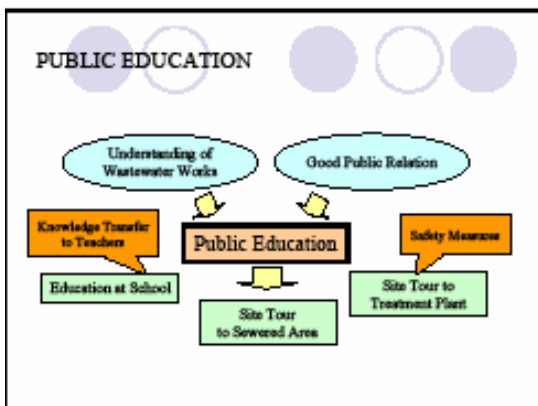 PUBLIC EDUCATION
Understanding of
Wastewater Works
Good Public Relation
Knowledge Transfer
to Teachers
Public Education
Safety Measures
Education at School
Site Tour
to Sewered Area
Site Tour to
Treatment Plant